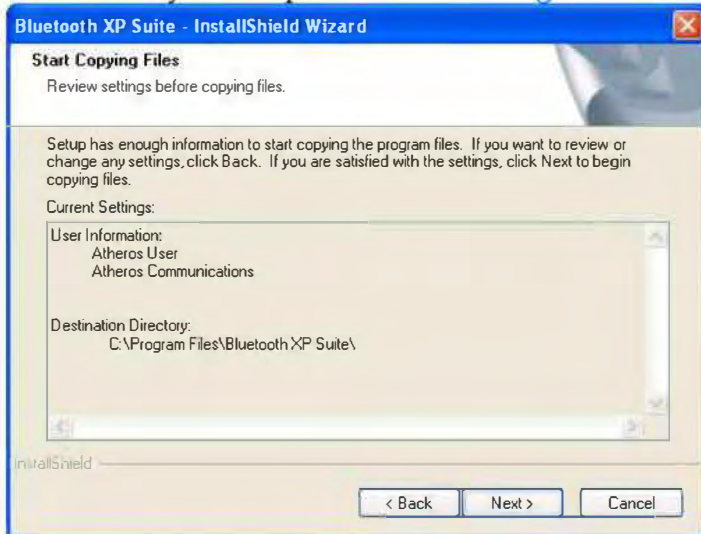 Bluetooth XP Suite - InstallShield Wizard
Start Copying Files
Review settings before copying files.
Setup has enough information to start copying the program files. If you want to review or
change any settings, click Back. If you are satisfied with the settings, click Next to begin
copying files.
Current Settings:
User Information:
Atheros User
Atheros Communications
Destination Directory:
C:\Program Files\Bluetooth XP Suite\
InstallShield
< Back Next > Cancel